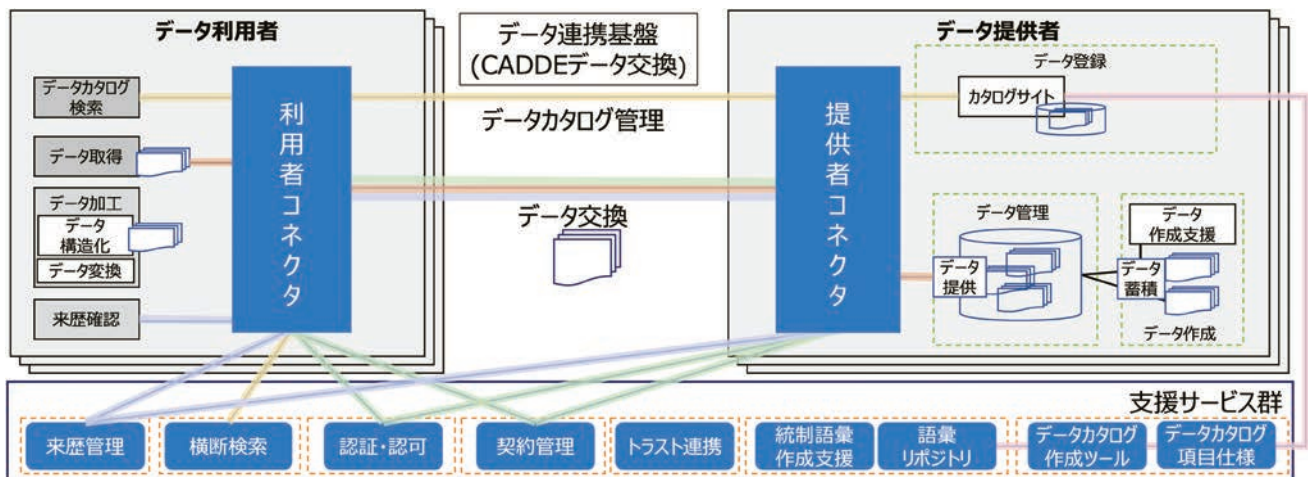 データ利用者
データカタログ
検索
データ取得
データ加工
データ
構造化
データ変換
来歴確認
利用者コネクタ
データ連携基盤
(CADDEデータ交換)
データカタログ管理
データ交換
データ提供者
提供者コネクタ
データ登録
カタログサイト
データ管理
データ
提供
データ
作成支援
データ
蓄積
データ作成
支援サービス群
来歴管理
横断検索
認証・認可
契約管理
トラスト連携
統制語彙
作成支援
語彙
リポジトリ
データカタログ
作成ツール
データカタログ
項目仕様